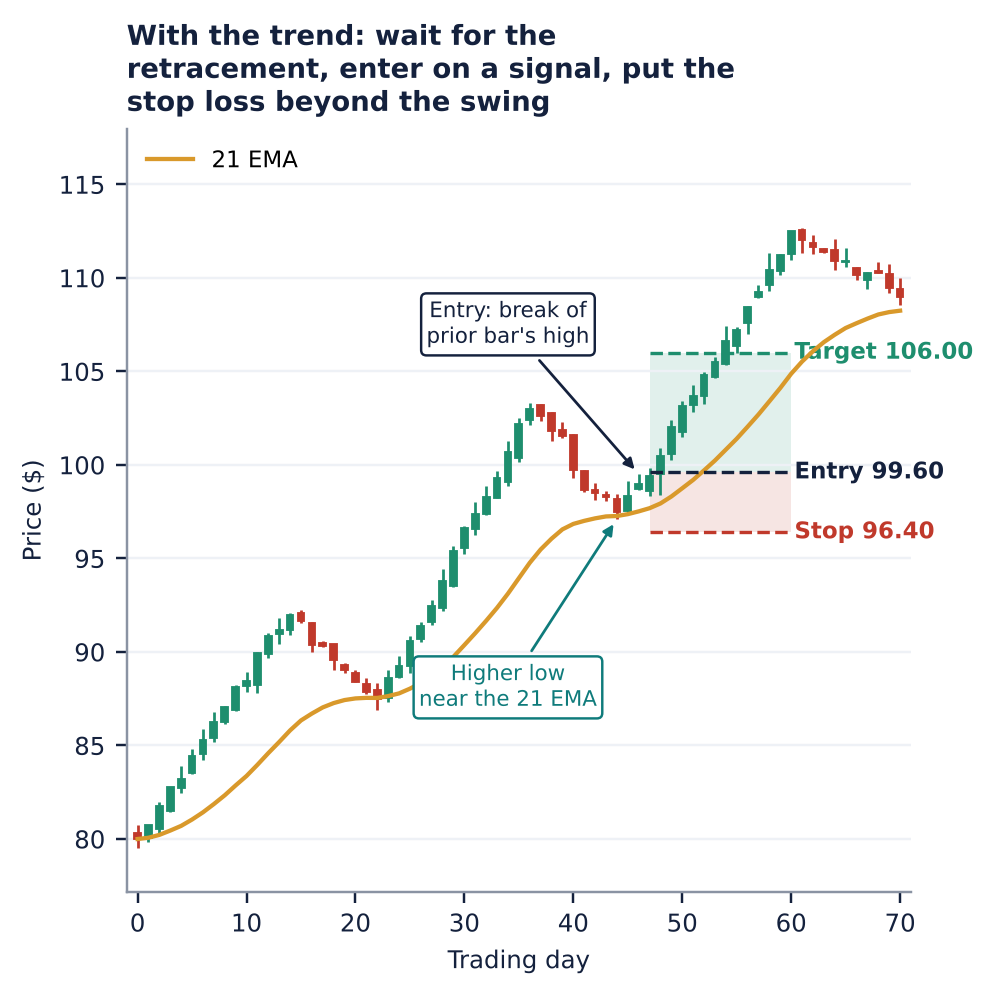 With the trend: wait for the
retracement, enter on a signal, put the
stop loss beyond the swing
21 EMA
115
110
105
100
95
90
85
80
Price ($)
Entry: break of
prior bar's high
Target 106.00
Entry 99.60
Stop 96.40
Higher low
near the 21 EMA
0
10
20
30
40
50
60
70
Trading day